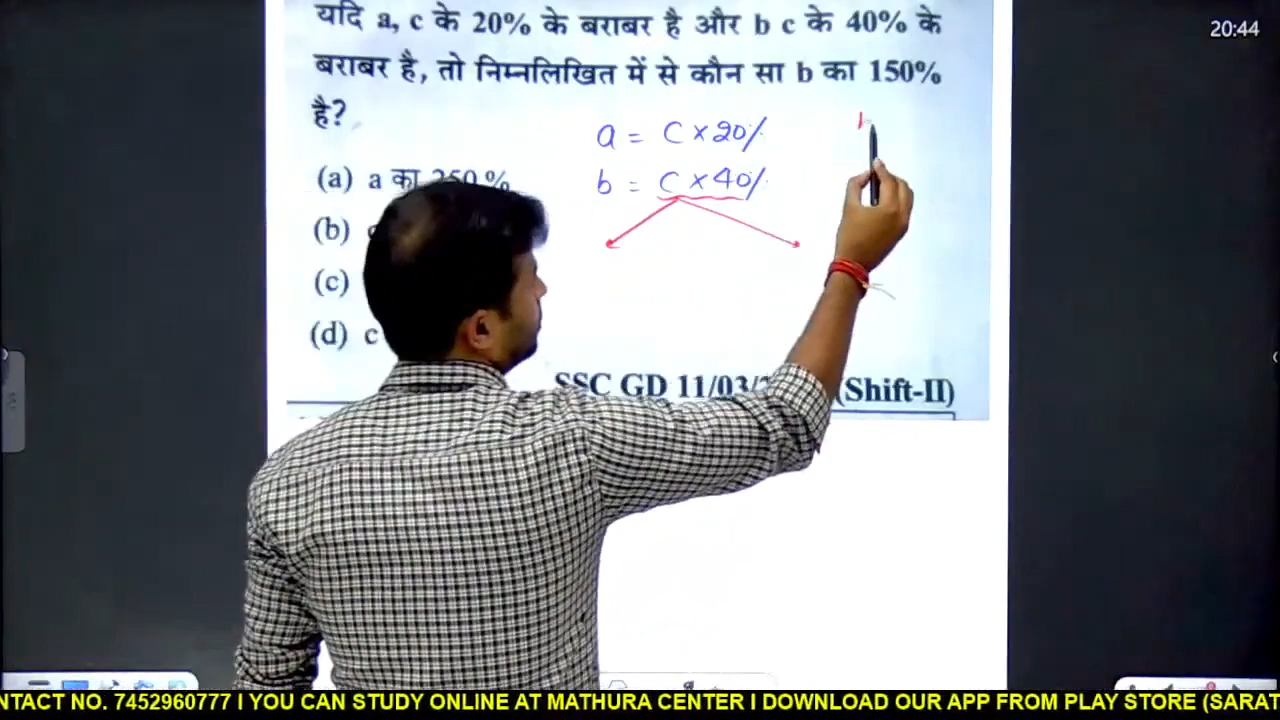 20:44
यदि a, c के 20% के बराबर है और b c के 40% के
बराबर है, तो निम्नलिखित में से कौन सा b का 150%
है?
a = C×20%
b = C×40%
(a) a का 250 %
(b)
(c)
(d) c
SSC GD 11/03/ (Shift-II)
NTACT NO. 7452960777 I YOU CAN STUDY ONLINE AT MATHURA CENTER I DOWNLOAD OUR APP FROM PLAY STORE (SARAT